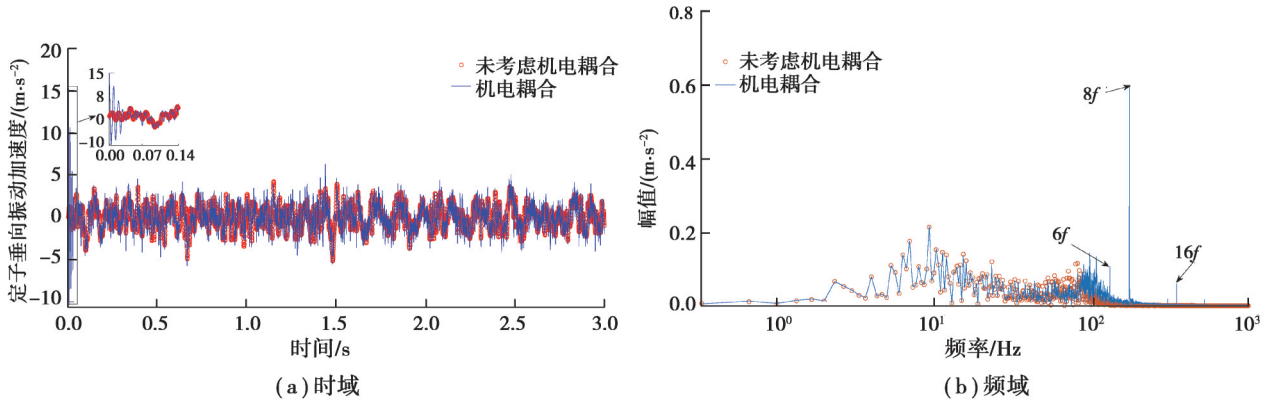 20
15
10
5
0
−5
−10
定子垂向振动加速度/(m·s⁻²)
15
8
0
−10
0.00 0.07 0.14
未考虑机电耦合
机电耦合
0.0 0.5 1.0 1.5 2.0 2.5 3.0
时间/s
(a)时域
0.8
0.6
0.4
0.2
0.0
幅值/(m·s⁻²)
未考虑机电耦合
机电耦合
8f
6f
16f
10⁰ 10¹ 10² 10³
频率/Hz
(b)频域